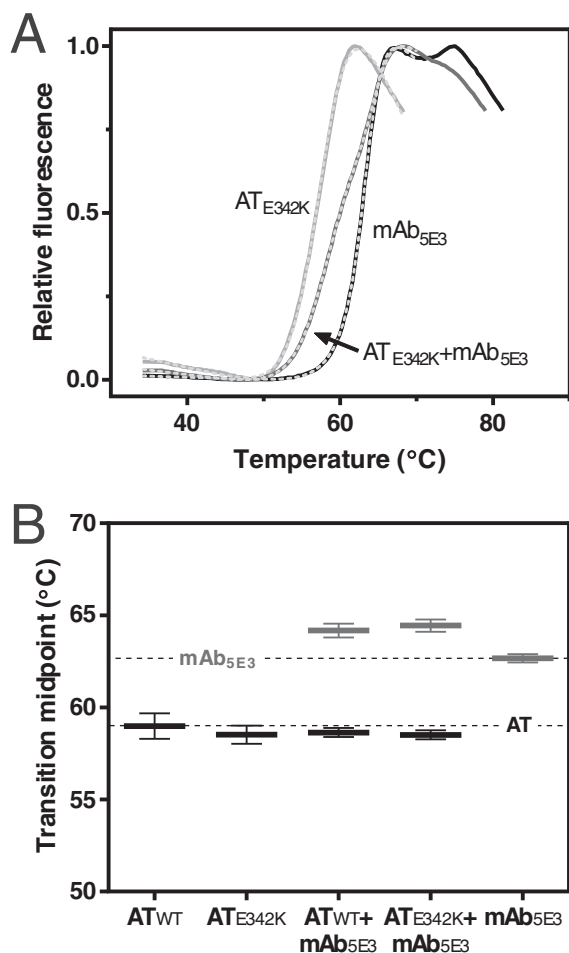 A
Relative fluorescence
1.0
0.5
0.0
ATE342K
mAb5E3
ATE342K+mAb5E3
40
60
80
Temperature (°C)
B
Transition midpoint (°C)
70
65
60
55
50
mAb5E3
AT
ATWT
ATE342K
ATWT+
mAb5E3
ATE342K+
mAb5E3
mAb5E3